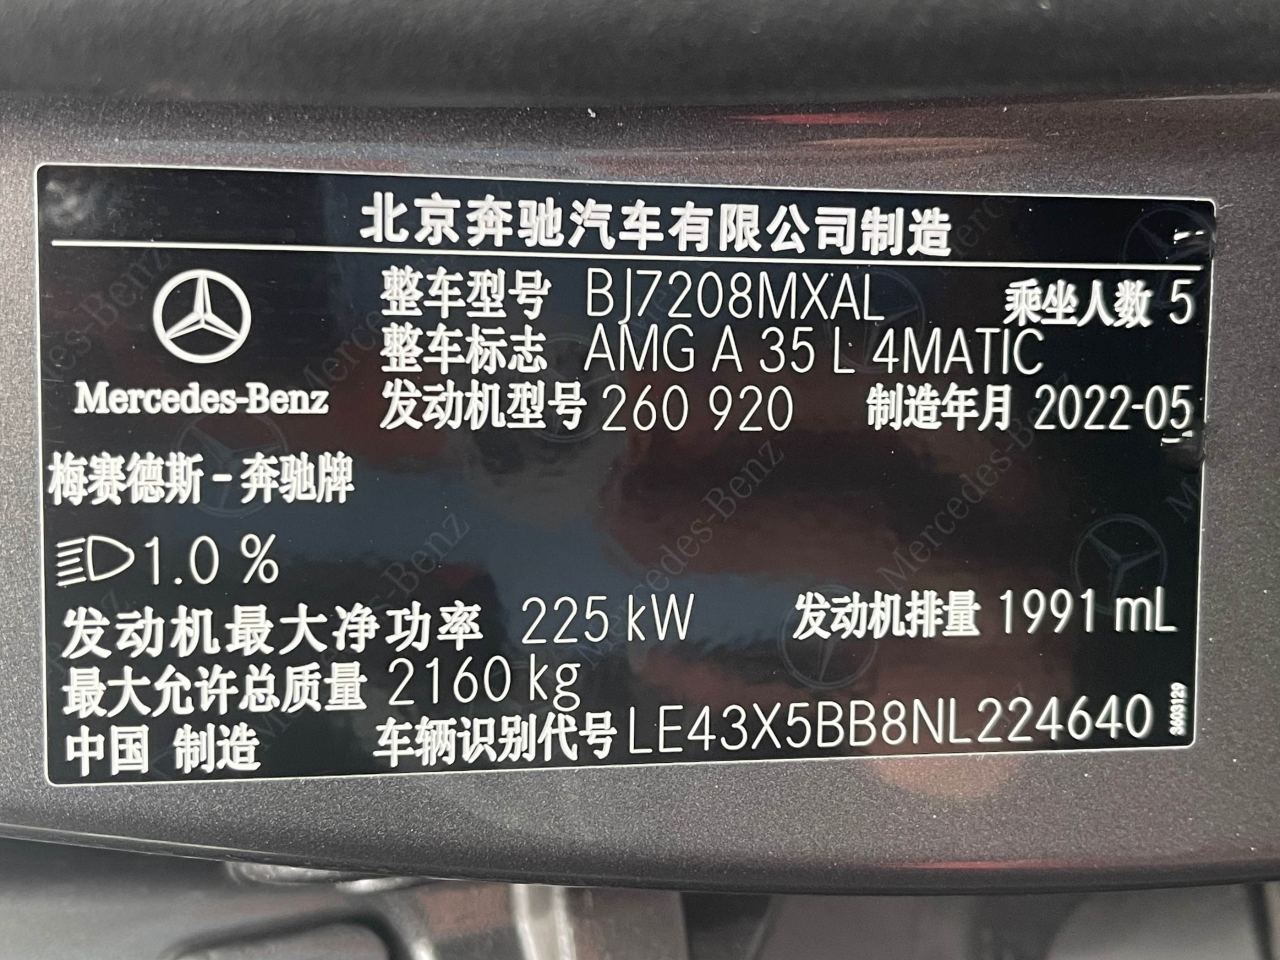 北京奔驰汽车有限公司制造
整车型号 BJ7208MXAL 乘坐人数 5
整车标志 AMG A 35 L 4MATIC
Mercedes-Benz 发动机型号 260 920 制造年月 2022-05
梅赛德斯-奔驰牌
1.0 %
发动机最大净功率 225 kW 发动机排量 1991 mL
最大允许总质量 2160 kg
中国 制造 车辆识别代号 LE43X5BB8NL224640
3603129